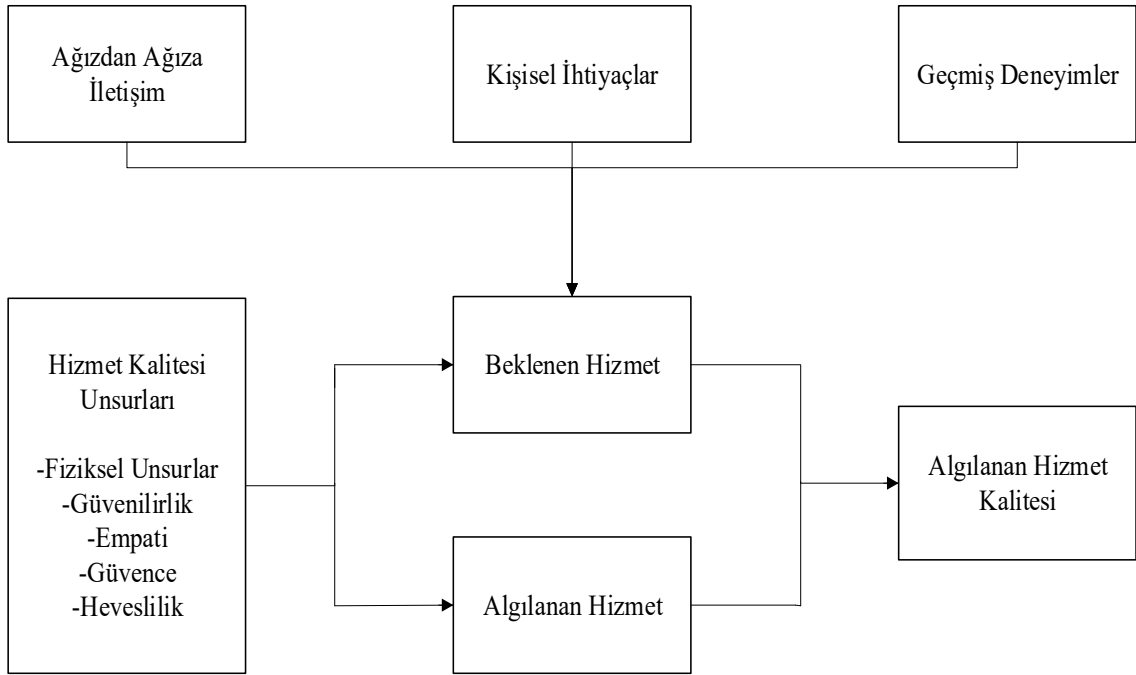 Ağızdan Ağıza
İletişim
Kişisel İhtiyaçlar
Geçmiş Deneyimler
Hizmet Kalitesi
Unsurları
-Fiziksel Unsurlar
-Güvenilirlik
-Empati
-Güvence
-Heveslilik
Beklenen Hizmet
Algılanan Hizmet
Algılanan Hizmet
Kalitesi